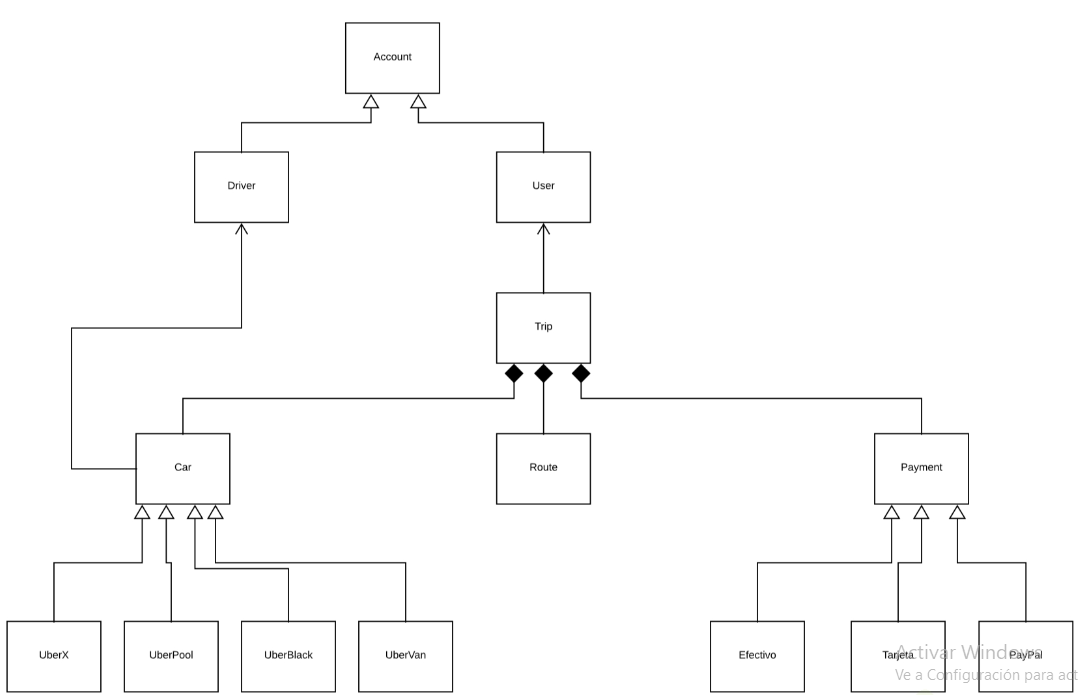 Account
Driver
User
Trip
Car
Route
Payment
UberX
UberPool
UberBlack
UberVan
Efectivo
Tarjeta
PayPal
Activar Windows
Ve a Configuración para act